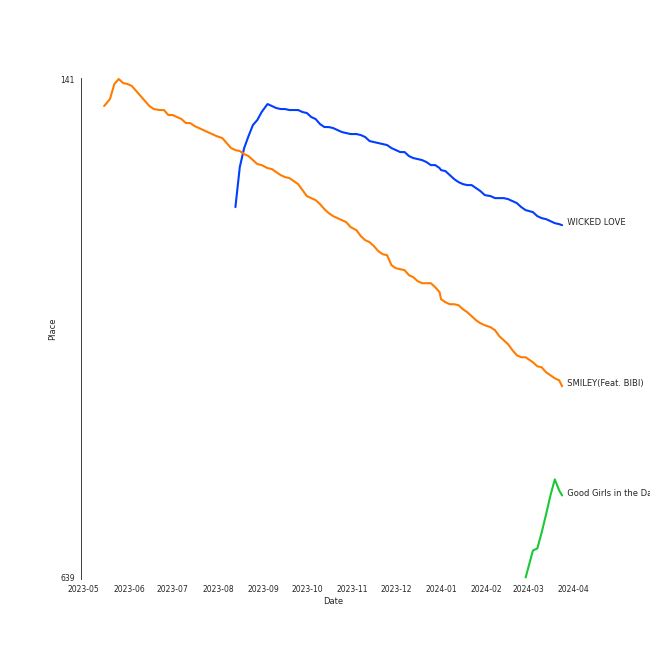 141
WICKED LOVE
Place
SMILEY(Feat. BIBI)
Good Girls in the Da
639
2023-05 2023-06 2023-07 2023-08 2023-09 2023-10 2023-11 2023-12 2024-01 2024-02 2024-03 2024-04
Date